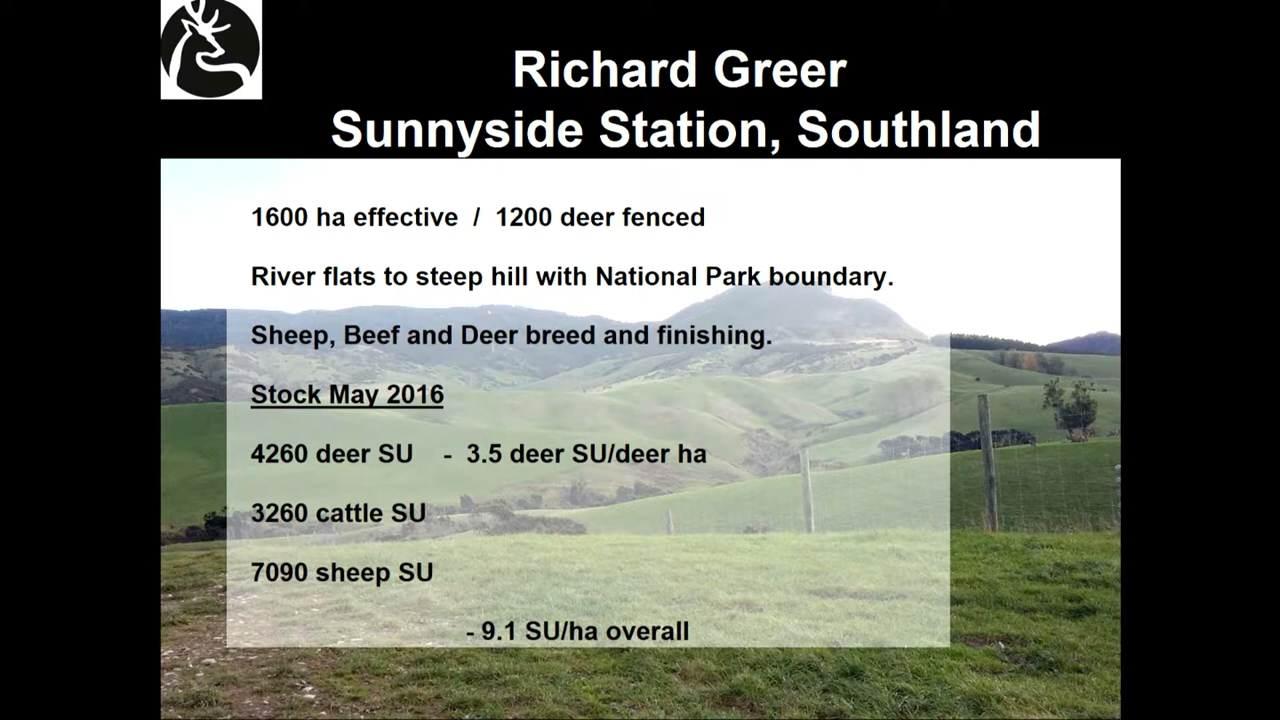 Richard Greer
Sunnyside Station, Southland
1600 ha effective / 1200 deer fenced
River flats to steep hill with National Park boundary.
Sheep, Beef and Deer breed and finishing.
Stock May 2016
4260 deer SU - 3.5 deer SU/deer ha
3260 cattle SU
7090 sheep SU
- 9.1 SU/ha overall